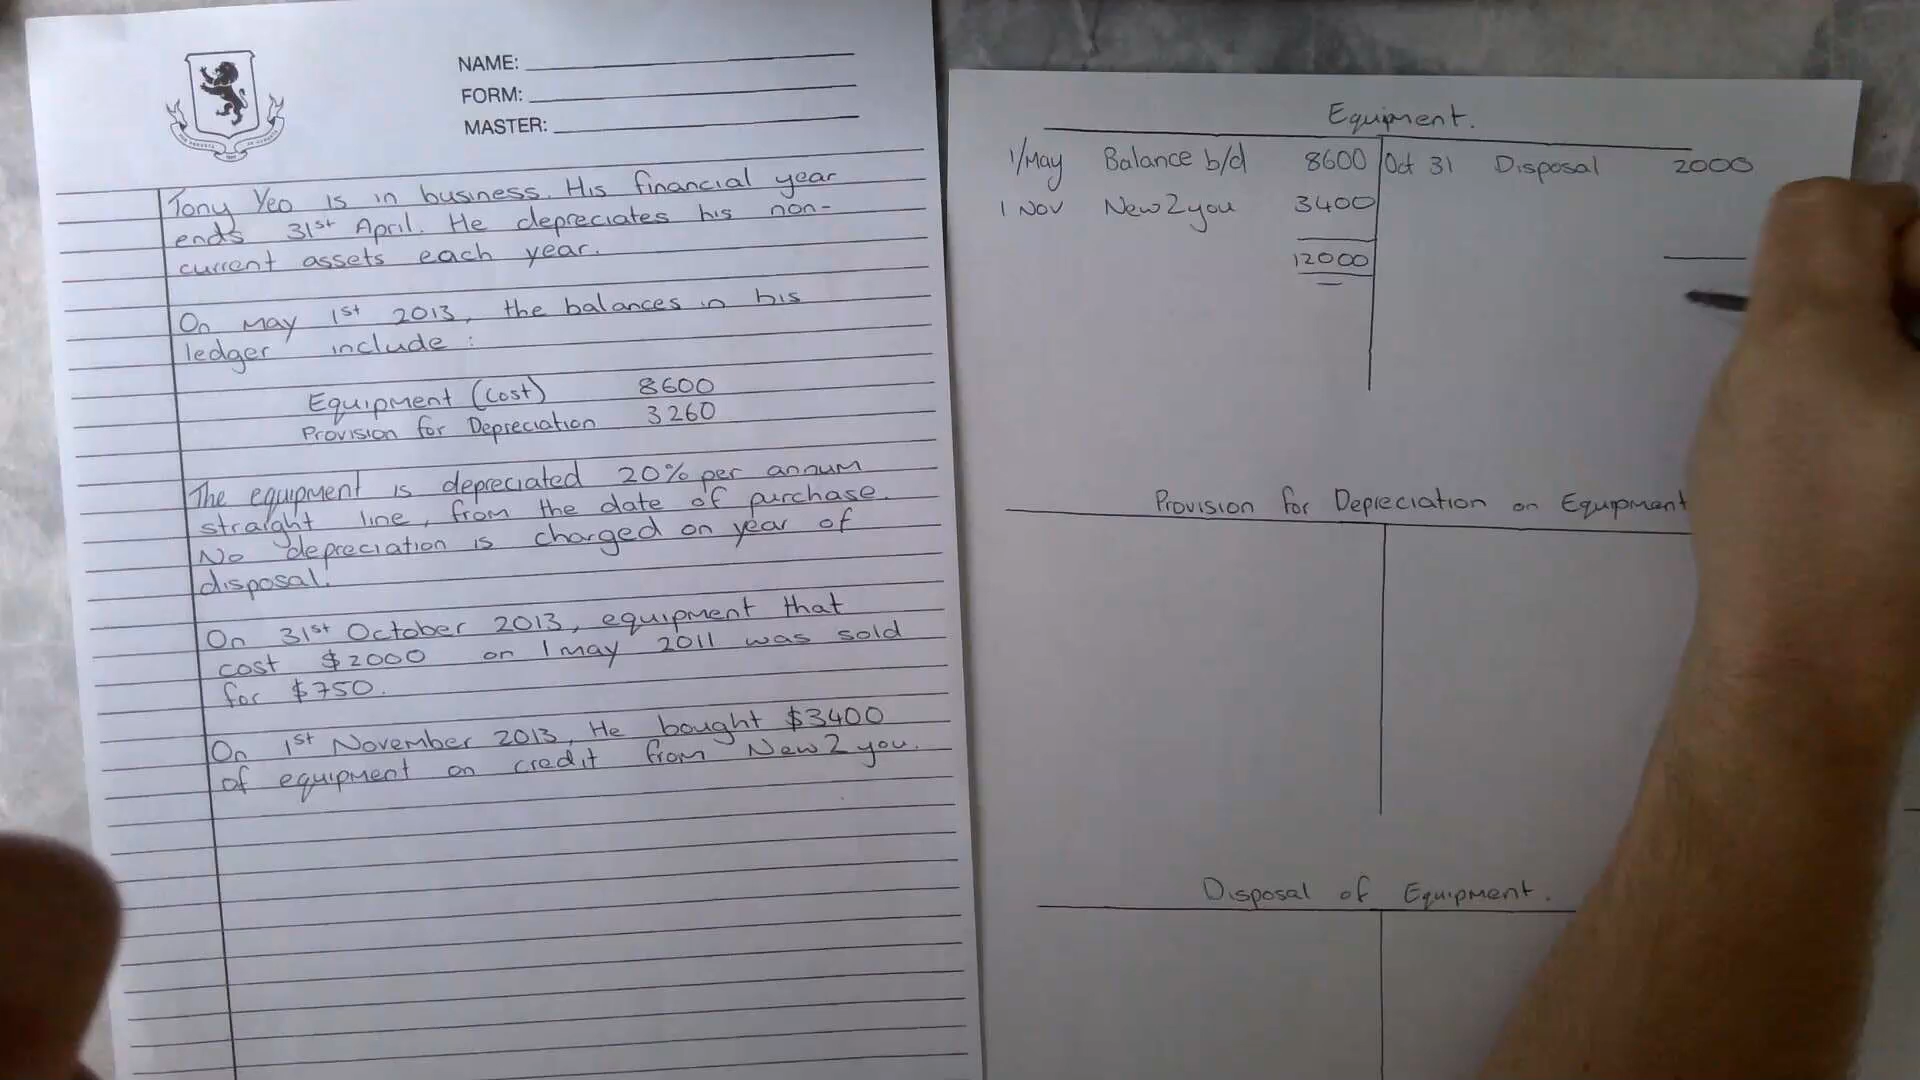 NAME:
FORM:
MASTER:
Tony Yeo is in business. His financial year
ends 31st April. He depreciates his non-
current assets each year.
On May 1st 2013, the balances in his
ledger include :
Equipment (Cost) 8600
Provision for Depreciation 3260
The equipment is depreciated 20% per annum
straight line, from the date of purchase.
No depreciation is charged on year of
disposal.
On 31st October 2013, equipment that
cost $2000 on 1 may 2011 was sold
for $750.
On 1st November 2013, He bought $3400
of equipment on credit from New2you.
Equipment.
1/May Balance b/d 8600 Oct 31 Disposal 2000
1 Nov New2you 3400
12000
Provision for Depreciation on Equipment
Disposal of Equipment.